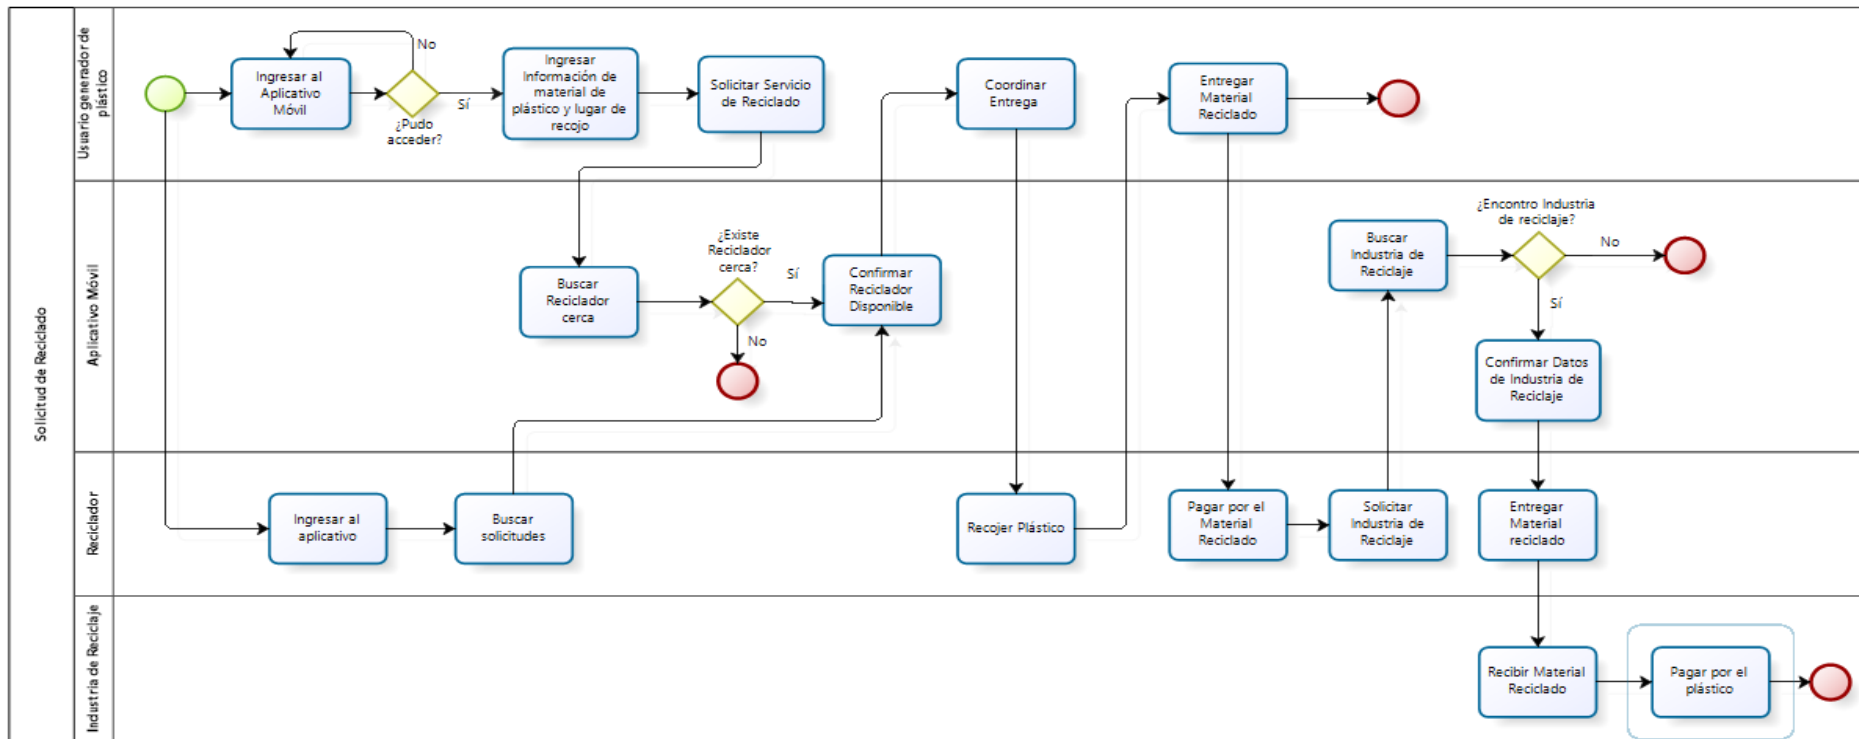 Solicitud de Reciclado
Usuario generador de
plástico
Ingresar al
Aplicativo
Móvil
No
¿Pudo
acceder?
Sí
Ingresar
Información de
material de
plástico y lugar de
recojo
Solicitar Servicio
de Reciclado
Coordinar
Entrega
Entregar
Material
Reciclado
Aplicativo Móvil
Buscar
Reciclador
cerca
¿Existe
Reciclador
cerca?
Sí
No
Confirmar
Reciclador
Disponible
Buscar
Industria de
Reciclaje
¿Encontro Industria
de reciclaje?
No
Sí
Confirmar Datos
de Industria de
Reciclaje
Reciclador
Ingresar al
aplicativo
Buscar
solicitudes
Recojer Plástico
Pagar por el
Material
Reciclado
Solicitar
Industria de
Reciclaje
Entregar
Material
reciclado
Industria de Reciclaje
Recibir Material
Reciclado
Pagar por el
plástico